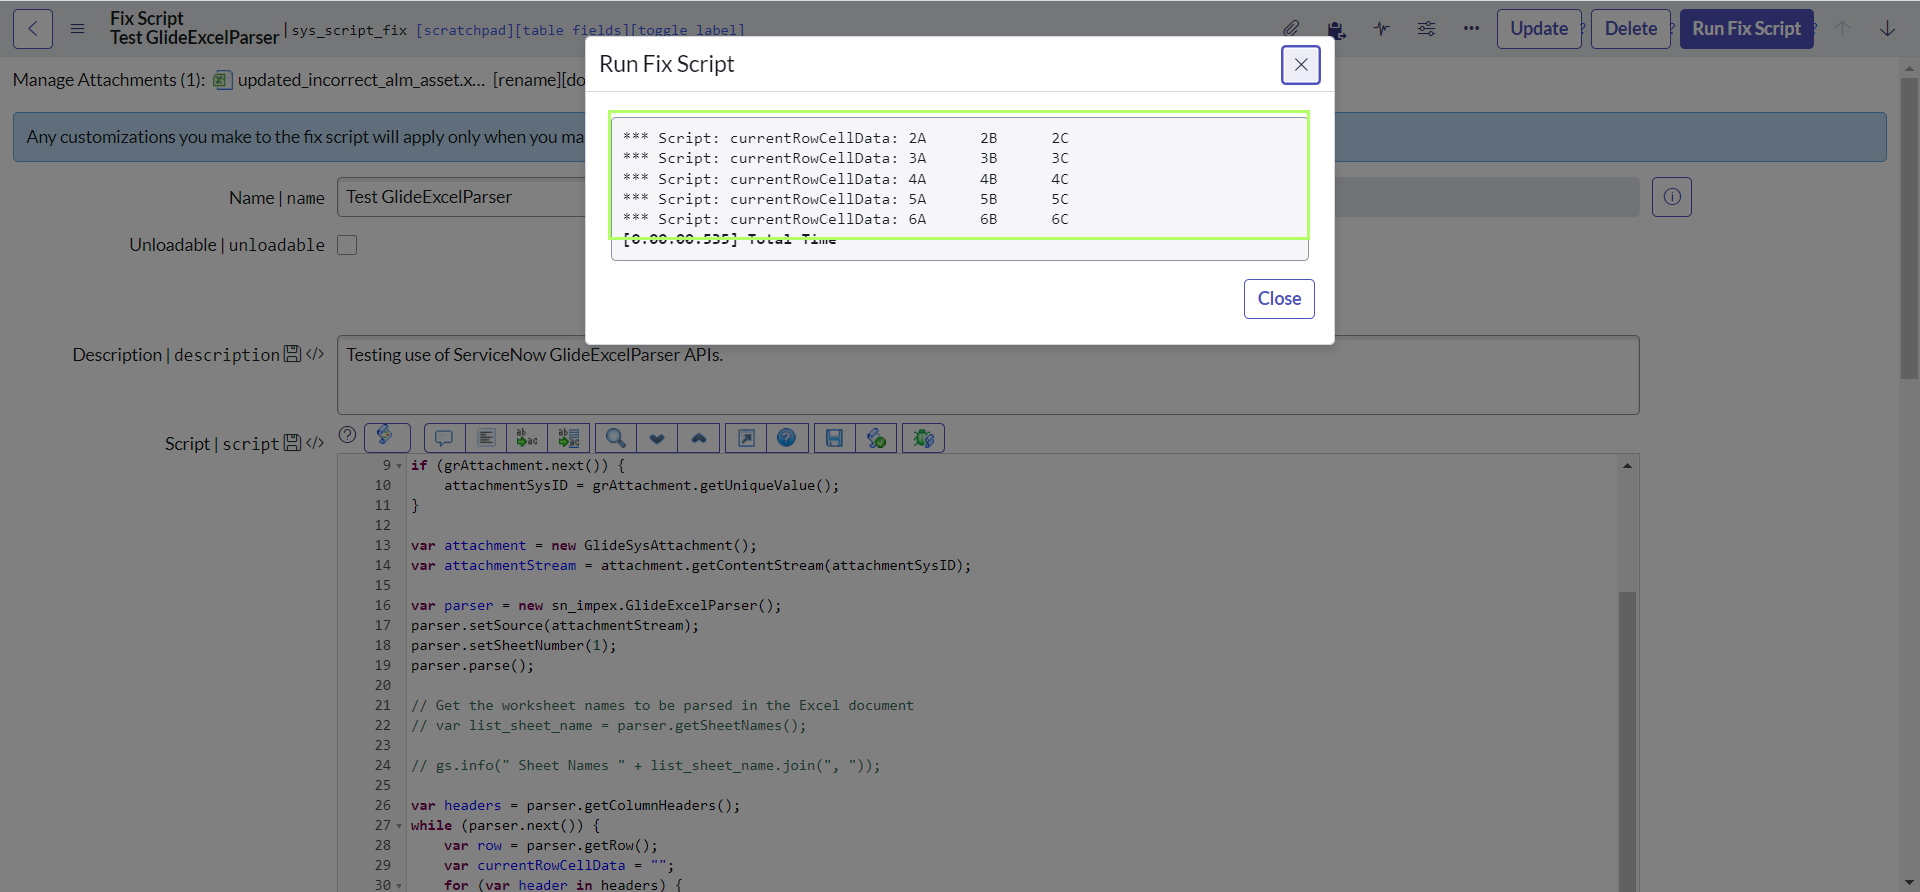 Fix Script
Test GlideExcelParser | sys_script_fix [scratchpad][table fields][toggle label]
Update ? Delete ? Run Fix Script ?
Manage Attachments (1): updated_incorrect_alm_asset.x... [rename][do
Run Fix Script
Any customizations you make to the fix script will apply only when you ma
*** Script: currentRowCellData: 2A 2B 2C
*** Script: currentRowCellData: 3A 3B 3C
*** Script: currentRowCellData: 4A 4B 4C
*** Script: currentRowCellData: 5A 5B 5C
*** Script: currentRowCellData: 6A 6B 6C
[0:00:00.535] Total Time
Close
Name | name Test GlideExcelParser
Unloadable | unloadable
Description | description </> Testing use of ServiceNow GlideExcelParser APIs.
Script | script </>
9 if (grAttachment.next()) {
10 attachmentSysID = grAttachment.getUniqueValue();
11 }
12
13 var attachment = new GlideSysAttachment();
14 var attachmentStream = attachment.getContentStream(attachmentSysID);
15
16 var parser = new sn_impex.GlideExcelParser();
17 parser.setSource(attachmentStream);
18 parser.setSheetNumber(1);
19 parser.parse();
20
21 // Get the worksheet names to be parsed in the Excel document
22 // var list_sheet_name = parser.getSheetNames();
23
24 // gs.info(" Sheet Names " + list_sheet_name.join(", "));
25
26 var headers = parser.getColumnHeaders();
27 while (parser.next()) {
28 var row = parser.getRow();
29 var currentRowCellData = "";
30 for (var header in headers) {